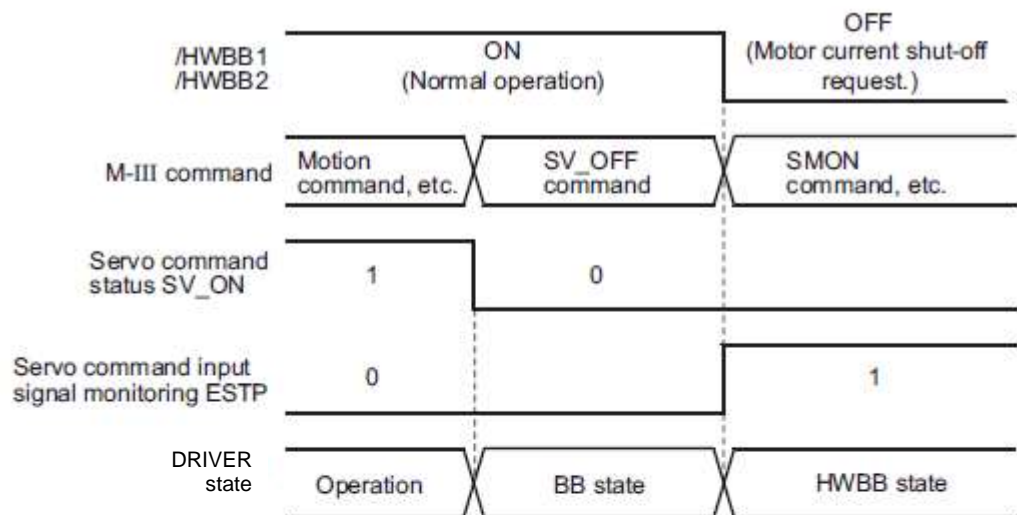 /HWBB1
/HWBB2
ON
(Normal operation)
OFF
(Motor current shut-off
request.)
M-III command
Motion
command, etc.
SV_OFF
command
SMON
command, etc.
Servo command
status SV_ON
1
0
Servo command input
signal monitoring ESTP
0
1
DRIVER
state
Operation
BB state
HWBB state